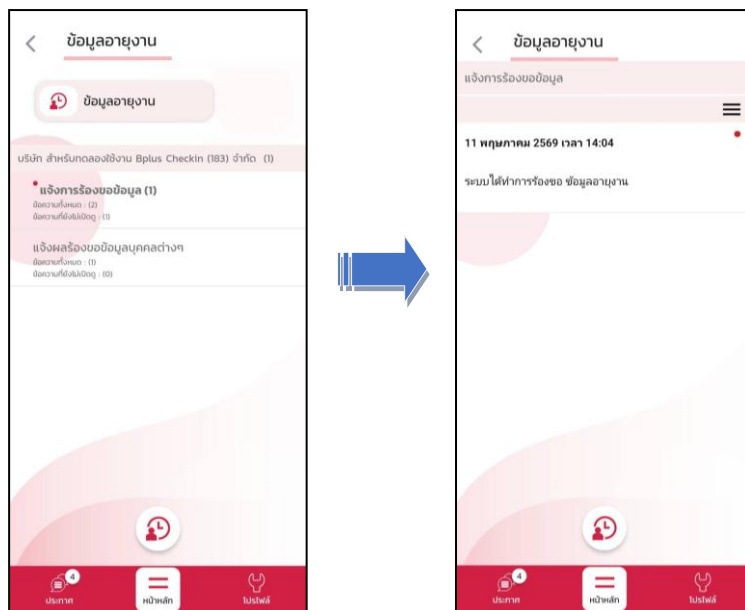 ข้อมูลอายุงาน
ข้อมูลอายุงาน
บริษัท สำหรับทดลองใช้งาน Bplus Checkin (183) จำกัด (1)
แจ้งการร้องขอข้อมูล (1)
ข้อความทั้งหมด : (2)
ข้อความที่ยังไม่เปิดดู : (1)
แจ้งผลร้องขอข้อมูลบุคคลต่างๆ
ข้อความทั้งหมด : (1)
ข้อความที่ยังไม่เปิดดู : (0)
4
ประกาศ
หน้าหลัก
โปรไฟล์
ข้อมูลอายุงาน
แจ้งการร้องขอข้อมูล
11 พฤษภาคม 2569 เวลา 14:04
ระบบได้ทำการร้องขอ ข้อมูลอายุงาน
4
ประกาศ
หน้าหลัก
โปรไฟล์